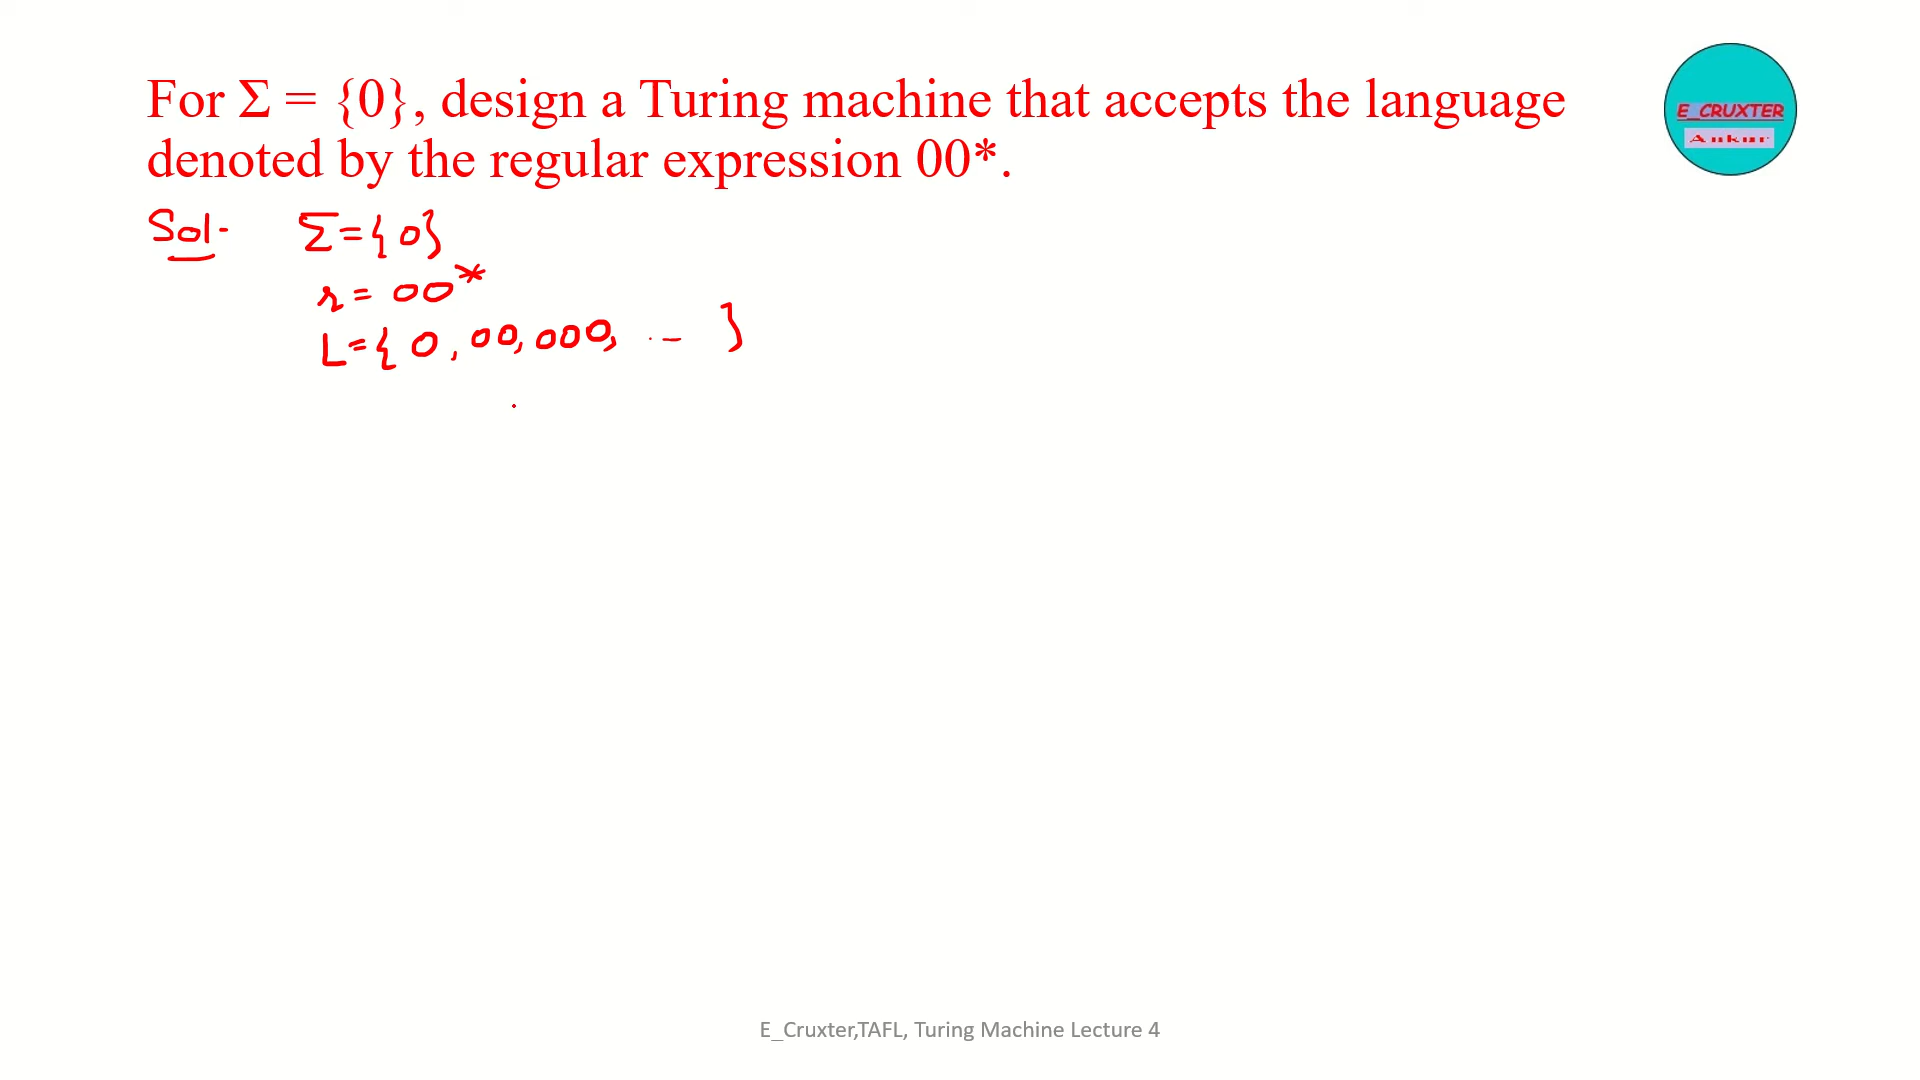 For Σ = {0}, design a Turing machine that accepts the language
denoted by the regular expression 00*.
E_CRUXTER
Ankur
Sol. Σ={0}
r = 00*
L={ 0, 00, 000, .. }
E_Cruxter,TAFL, Turing Machine Lecture 4